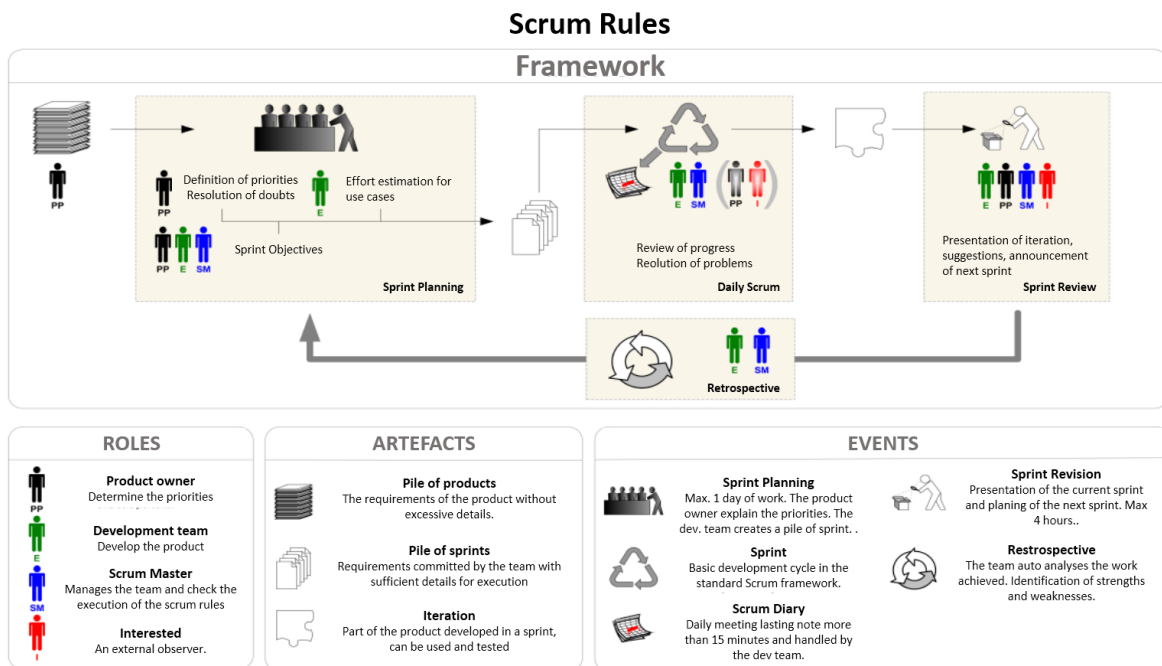 Scrum Rules
Framework
PP
PP
Definition of priorities
Resolution of doubts
E
Effort estimation for
use cases
PP E SM
Sprint Objectives
Sprint Planning
E SM PP I
Review of progress
Reolution of problems
Daily Scrum
E PP SM I
Presentation of iteration,
suggestions, announcement
of next sprint
Sprint Review
E SM
Retrospective
ROLES
PP
Product owner
Determine the priorities
E
Development team
Develop the product
SM
Scrum Master
Manages the team and check the
execution of the scrum rules
I
Interested
An external observer.
ARTEFACTS
Pile of products
The requirements of the product without
excessive details.
Pile of sprints
Requirements committed by the team with
sufficient details for execution
Iteration
Part of the product developed in a sprint,
can be used and tested
EVENTS
Sprint Planning
Max. 1 day of work. The product
owner explain the priorities. The
dev. team creates a pile of sprint. .
Sprint
Basic development cycle in the
standard Scrum framework.
Scrum Diary
Daily meeting lasting note more
than 15 minutes and handled by
the dev team.
Sprint Revision
Presentation of the current sprint
and planing of the next sprint. Max
4 hours..
Restrospective
The team auto analyses the work
achieved. Identification of strengths
and weaknesses.